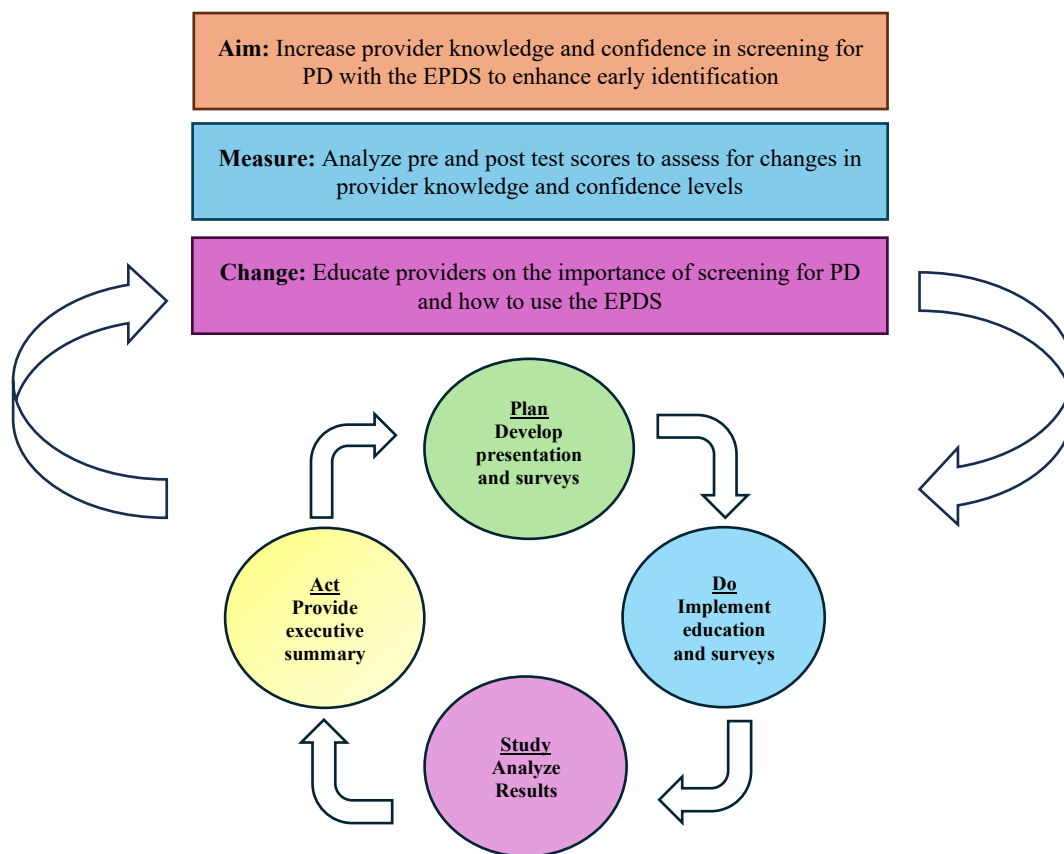 Aim: Increase provider knowledge and confidence in screening for
PD with the EPDS to enhance early identification
Measure: Analyze pre and post test scores to assess for changes in
provider knowledge and confidence levels
Change: Educate providers on the importance of screening for PD
and how to use the EPDS
Plan
Develop
presentation
and surveys
Do
Implement
education
and surveys
Study
Analyze
Results
Act
Provide
executive
summary